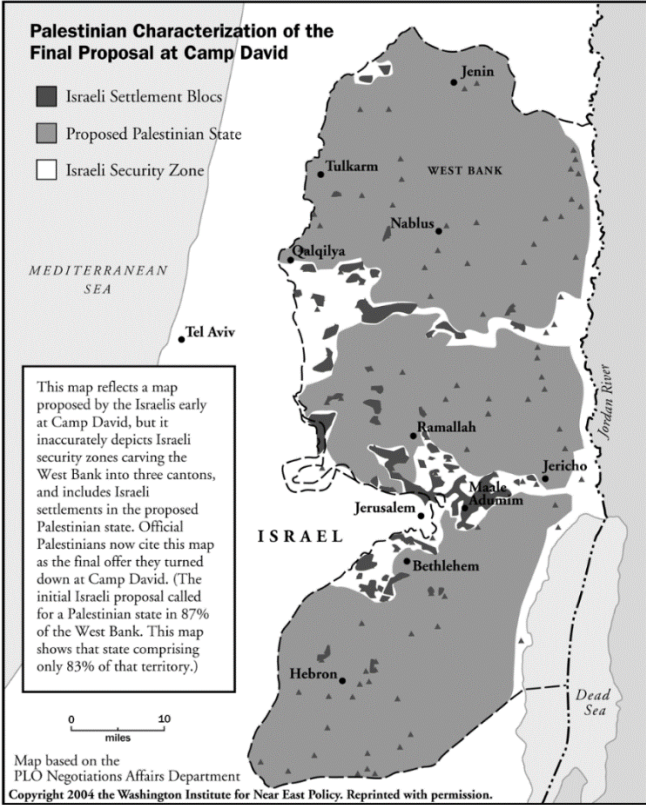 Palestinian Characterization of the
Final Proposal at Camp David
Israeli Settlement Blocs
Proposed Palestinian State
Israeli Security Zone
Jenin
Tulkarm
WEST BANK
Nablus
Qalqilya
MEDITERRANEAN
SEA
Tel Aviv
This map reflects a map
proposed by the Israelis early
at Camp David, but it
inaccurately depicts Israeli
security zones carving the
West Bank into three cantons,
and includes Israeli
settlements in the proposed
Palestinian state. Official
Palestinians now cite this map
as the final offer they turned
down at Camp David. (The
initial Israeli proposal called
for a Palestinian state in 87%
of the West Bank. This map
shows that state comprising
only 83% of that territory.)
Jordan River
Ramallah
Jericho
Maale
Adumim
Jerusalem
ISRAEL
Bethlehem
Hebron
Dead
Sea
0 10
miles
Map based on the
PLO Negotiations Affairs Department
Copyright 2004 the Washington Institute for Near East Policy. Reprinted with permission.